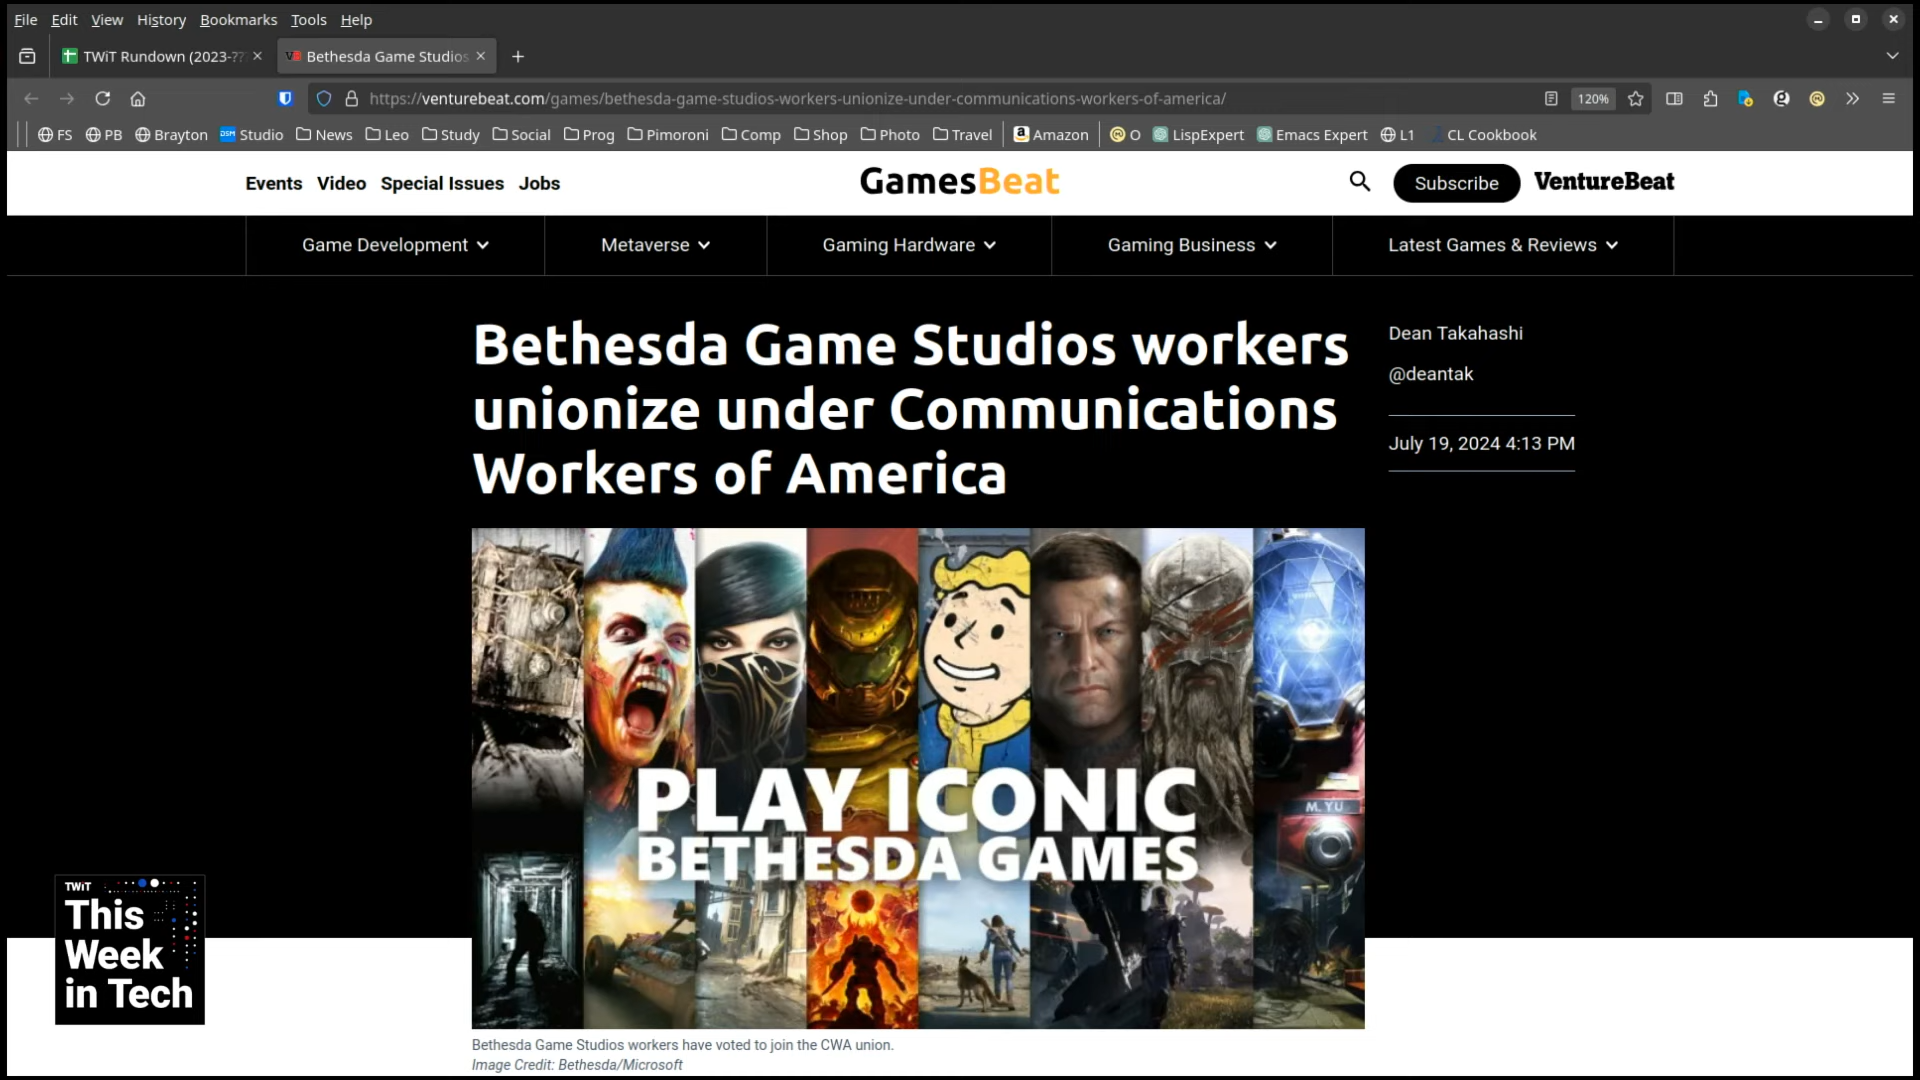 File Edit View History Bookmarks Tools Help
TWiT Rundown (2023-??
Bethesda Game Studios
https://venturebeat.com/games/bethesda-game-studios-workers-unionize-under-communications-workers-of-america/
120%
FS PB Brayton DSM Studio News Leo Study Social Prog Pimoroni Comp Shop Photo Travel Amazon O LispExpert Emacs Expert L1 CL Cookbook
Events Video Special Issues Jobs
GamesBeat
Subscribe
VentureBeat
Game Development Metaverse Gaming Hardware Gaming Business Latest Games & Reviews
Bethesda Game Studios workers
unionize under Communications
Workers of America
Dean Takahashi
@deantak
July 19, 2024 4:13 PM
PLAY ICONIC
BETHESDA GAMES
M. YU
TWiT
This
Week
in Tech
Bethesda Game Studios workers have voted to join the CWA union.
Image Credit: Bethesda/Microsoft